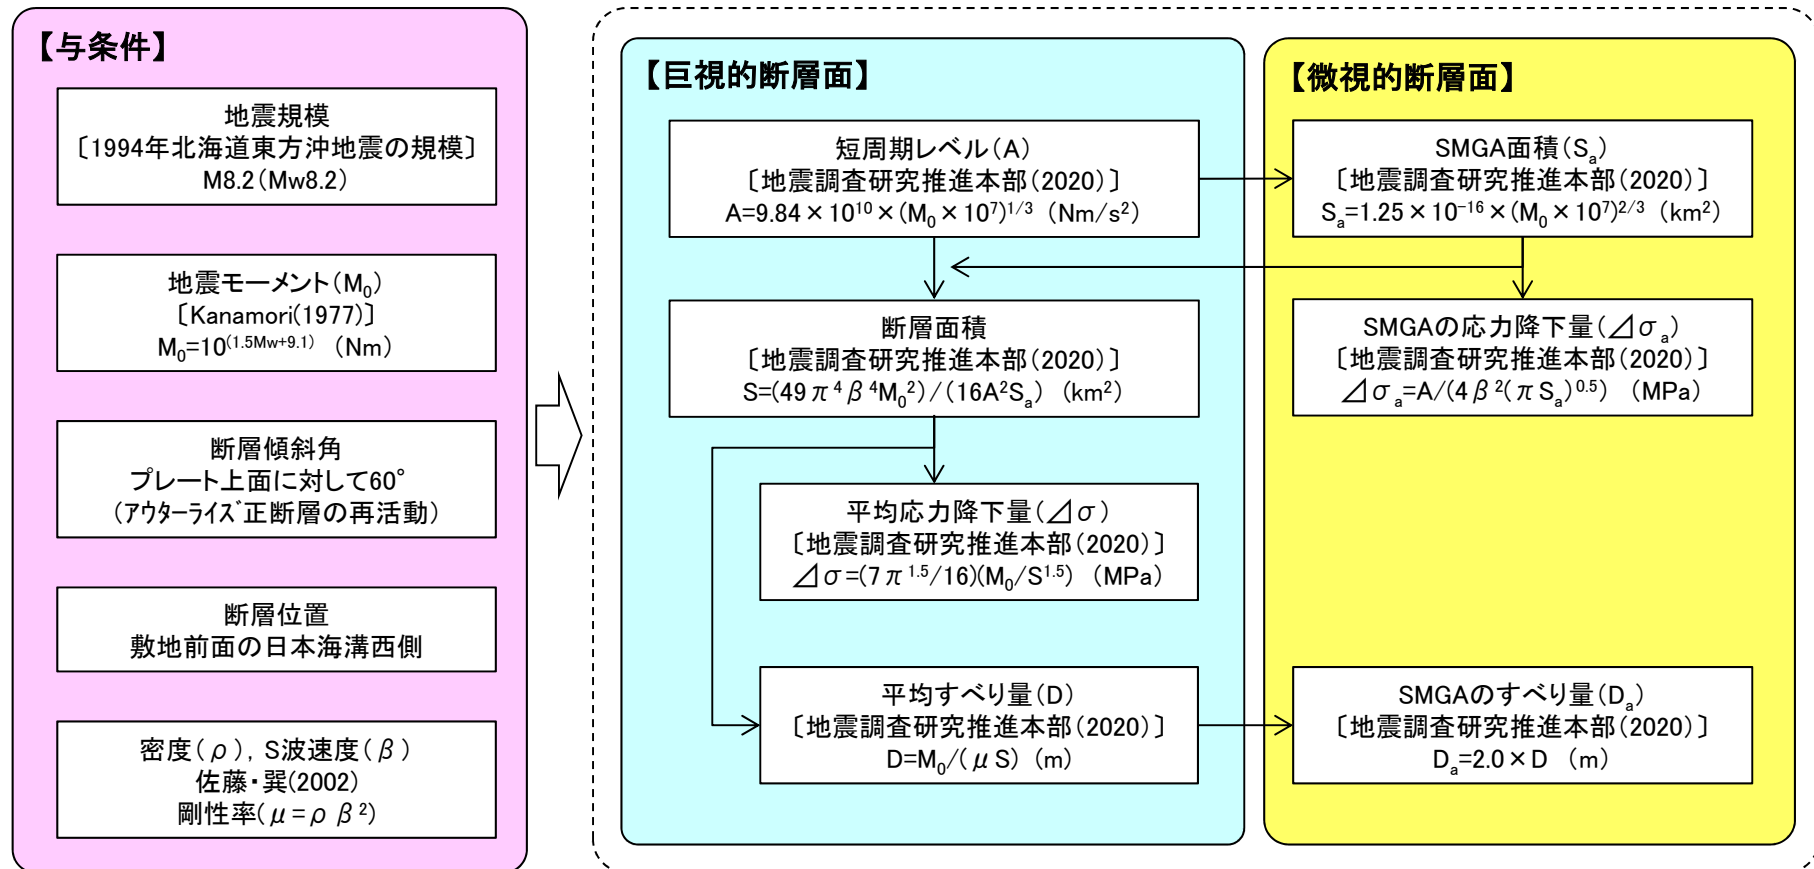 【与条件】
地震規模
〔1994年北海道東方沖地震の規模〕
M8.2(Mw8.2)
地震モーメント(M₀)
〔Kanamori(1977)〕
M₀=10^(1.5Mw+9.1) (Nm)
断層傾斜角
プレート上面に対して60°
(アウターライズ正断層の再活動)
断層位置
敷地前面の日本海溝西側
密度(ρ), S波速度(β)
佐藤・巽(2002)
剛性率(μ=ρβ²)
【巨視的断層面】
短周期レベル(A)
〔地震調査研究推進本部(2020)〕
A=9.84×10¹⁰×(M₀×10⁷)^1/3 (Nm/s²)
断層面積
〔地震調査研究推進本部(2020)〕
S=(49π⁴β⁴M₀²)/(16A²Sₐ) (km²)
平均応力降下量(⊿σ)
〔地震調査研究推進本部(2020)〕
⊿σ=(7π^1.5/16)(M₀/S^1.5) (MPa)
平均すべり量(D)
〔地震調査研究推進本部(2020)〕
D=M₀/(μS) (m)
【微視的断層面】
SMGA面積(Sₐ)
〔地震調査研究推進本部(2020)〕
Sₐ=1.25×10⁻¹⁶×(M₀×10⁷)^2/3 (km²)
SMGAの応力降下量(⊿σₐ)
〔地震調査研究推進本部(2020)〕
⊿σₐ=A/(4β²(πSₐ)^0.5) (MPa)
SMGAのすべり量(Dₐ)
〔地震調査研究推進本部(2020)〕
Dₐ=2.0×D (m)